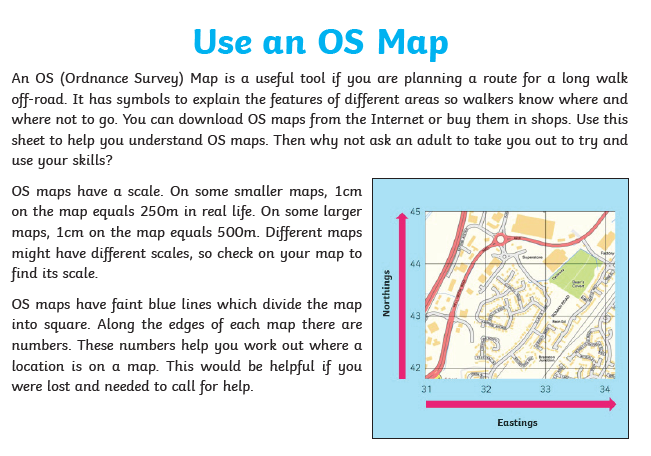 Use an OS Map
An OS (Ordnance Survey) Map is a useful tool if you are planning a route for a long walk
off-road. It has symbols to explain the features of different areas so walkers know where and
where not to go. You can download OS maps from the Internet or buy them in shops. Use this
sheet to help you understand OS maps. Then why not ask an adult to take you out to try and
use your skills?
OS maps have a scale. On some smaller maps, 1cm
on the map equals 250m in real life. On some larger
maps, 1cm on the map equals 500m. Different maps
might have different scales, so check on your map to
find its scale.
OS maps have faint blue lines which divide the map
into square. Along the edges of each map there are
numbers. These numbers help you work out where a
location is on a map. This would be helpful if you
were lost and needed to call for help.
Northings
45
44
43
42
Superstore
Factory
31
32
33
34
Eastings